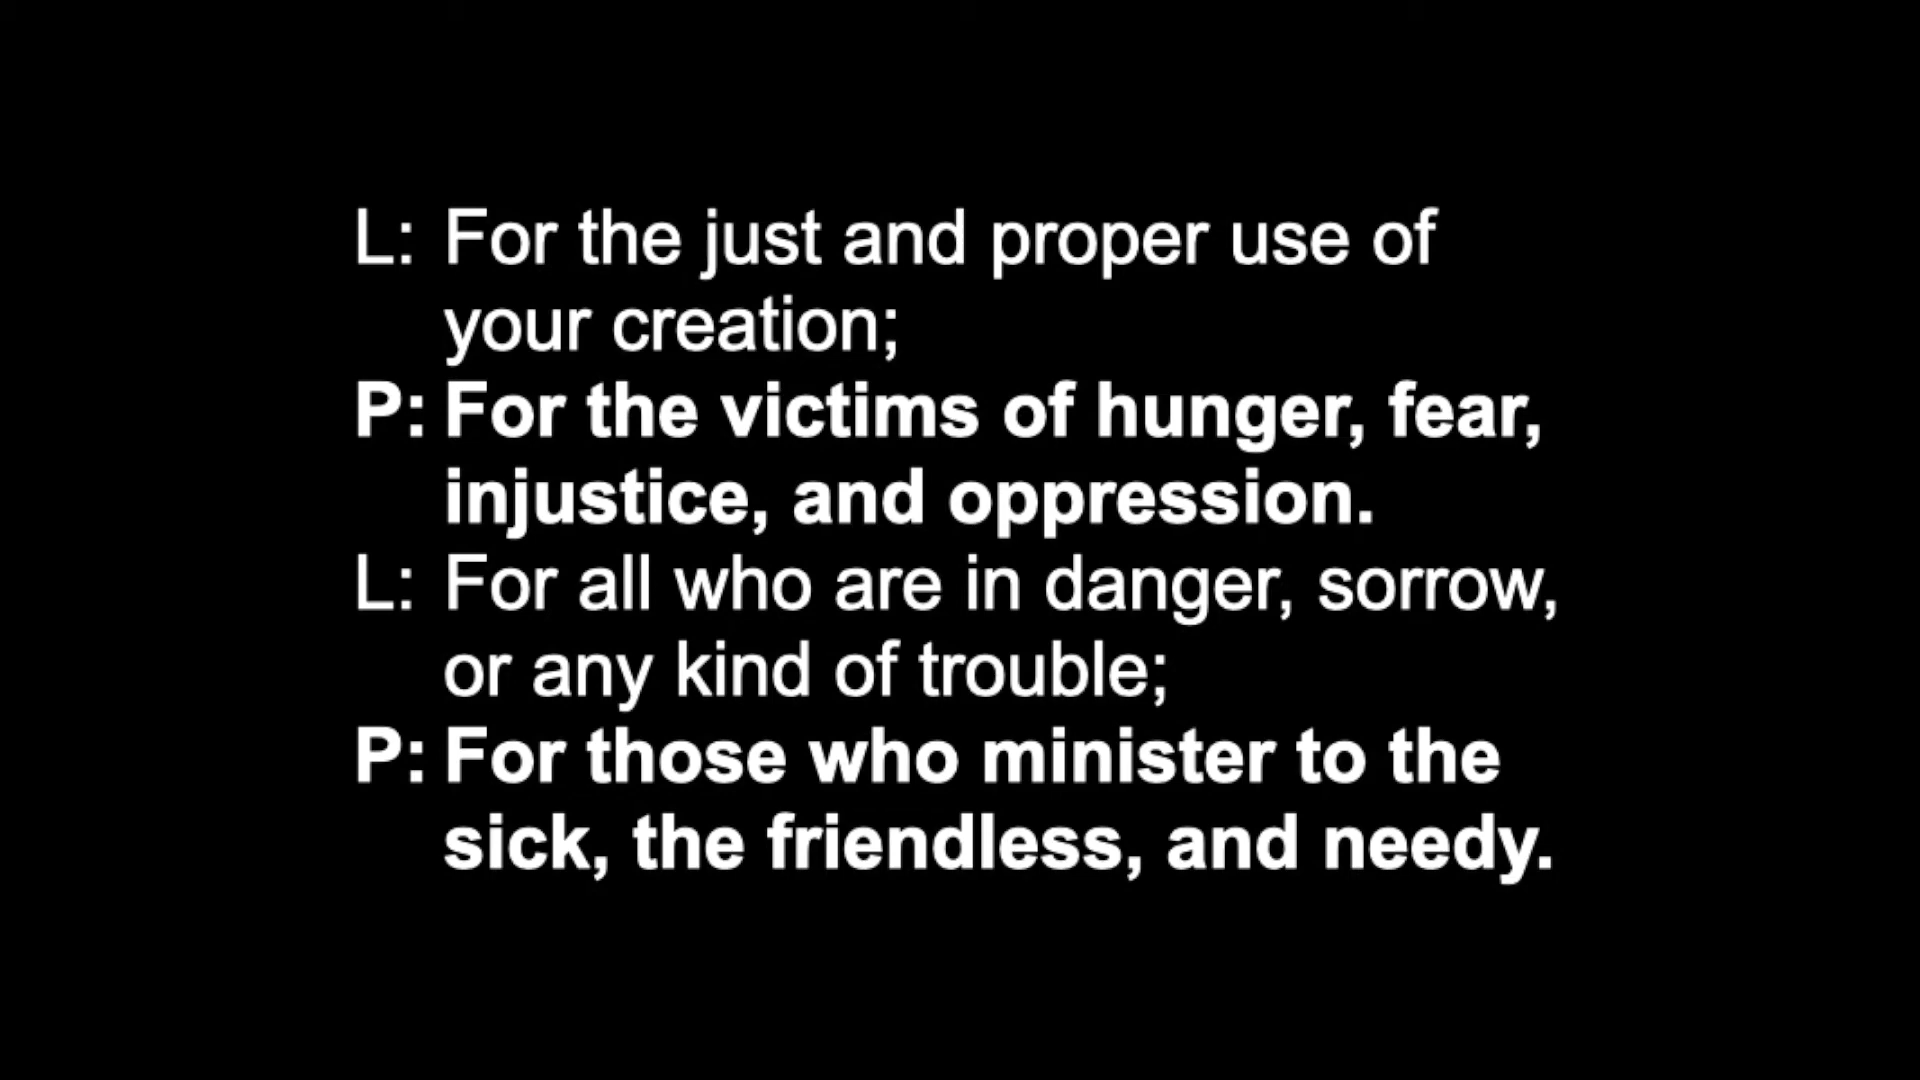 L: For the just and proper use of
your creation;
P: For the victims of hunger, fear,
injustice, and oppression.
L: For all who are in danger, sorrow,
or any kind of trouble;
P: For those who minister to the
sick, the friendless, and needy.